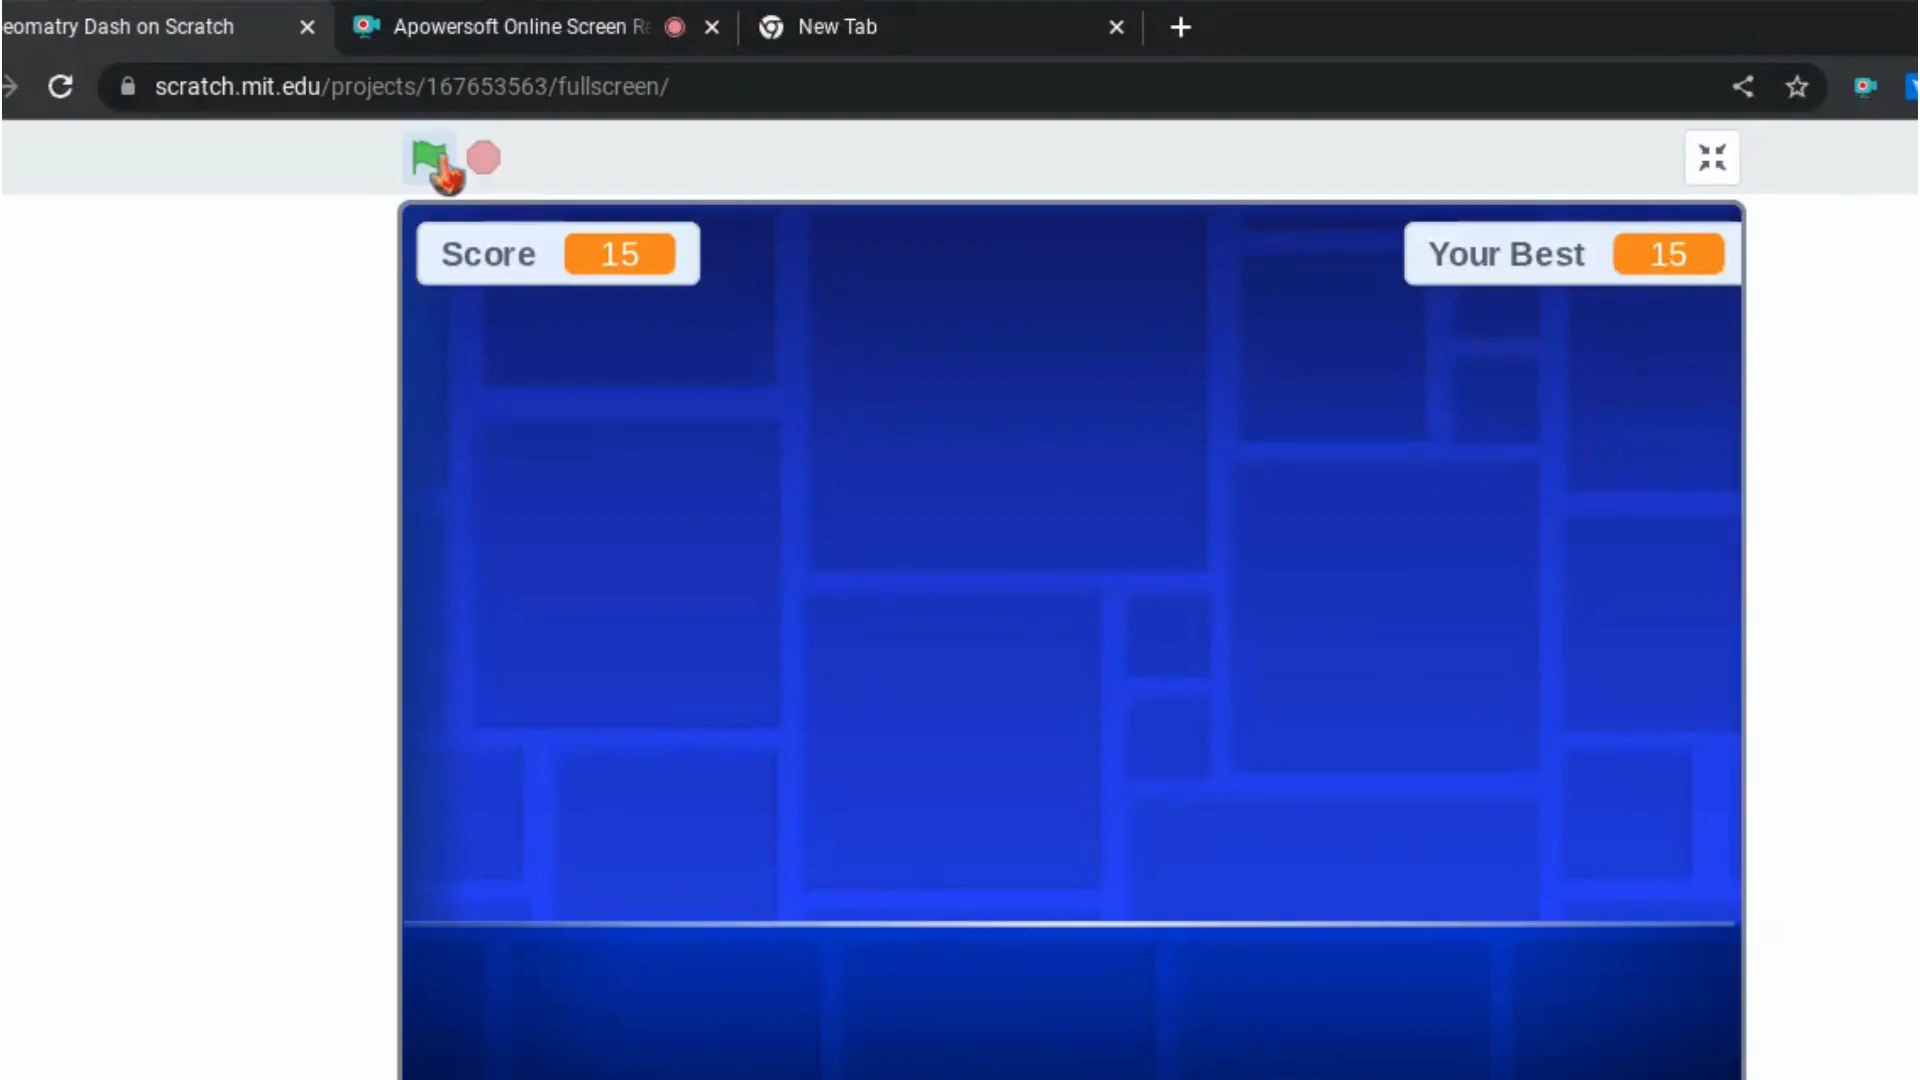 eomatry Dash on Scratch
Apowersoft Online Screen Re
New Tab
scratch.mit.edu/projects/167653563/fullscreen/
Score 15
Your Best 15